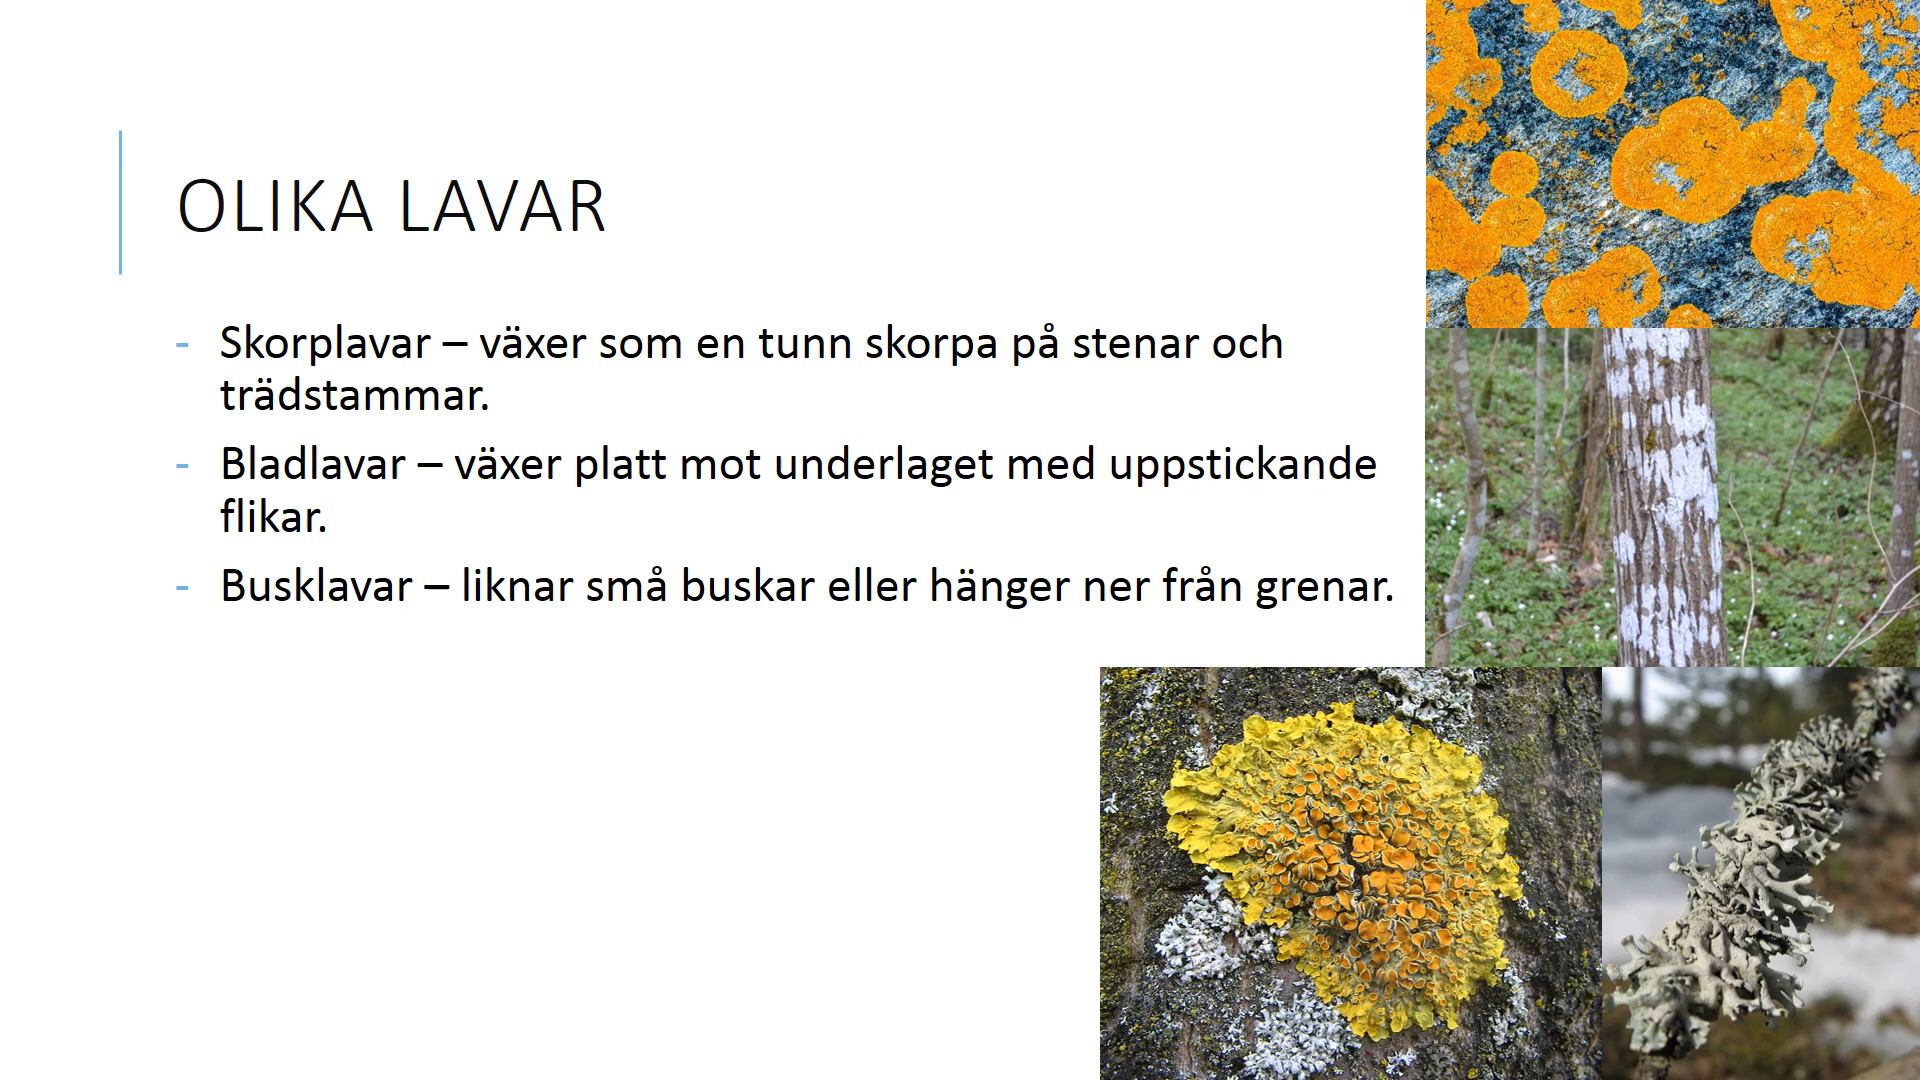 OLIKA LAVAR
- Skorplavar – växer som en tunn skorpa på stenar och
trädstammar.
- Bladlavar – växer platt mot underlaget med uppstickande
flikar.
- Busklavar – liknar små buskar eller hänger ner från grenar.